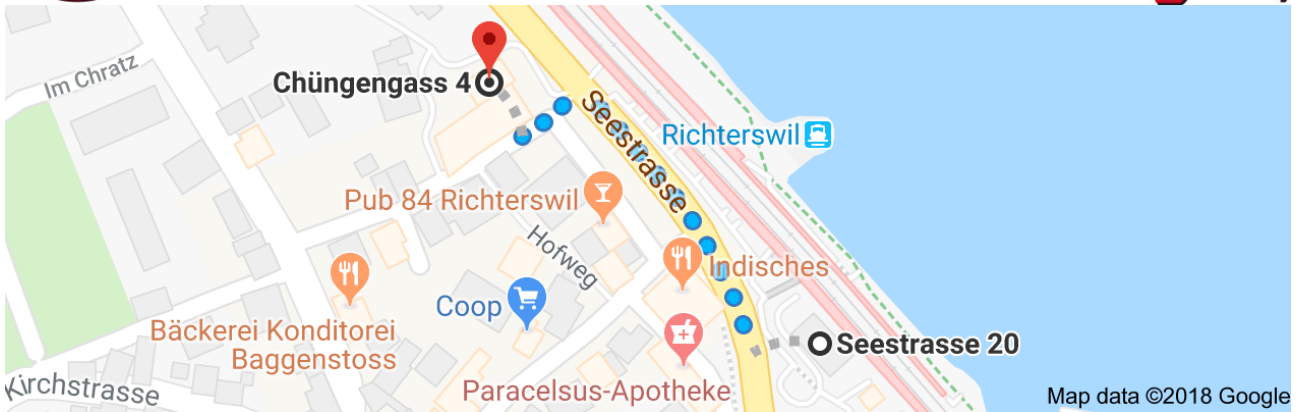 Im Chratz
Chüngengass 4
Seestrasse
Richterswil
Pub 84 Richterswil
Hofweg
Indisches
Coop
Bäckerei Konditorei
Baggenstoss
Seestrasse 20
Kirchstrasse
Paracelsus-Apotheke
Map data ©2018 Google